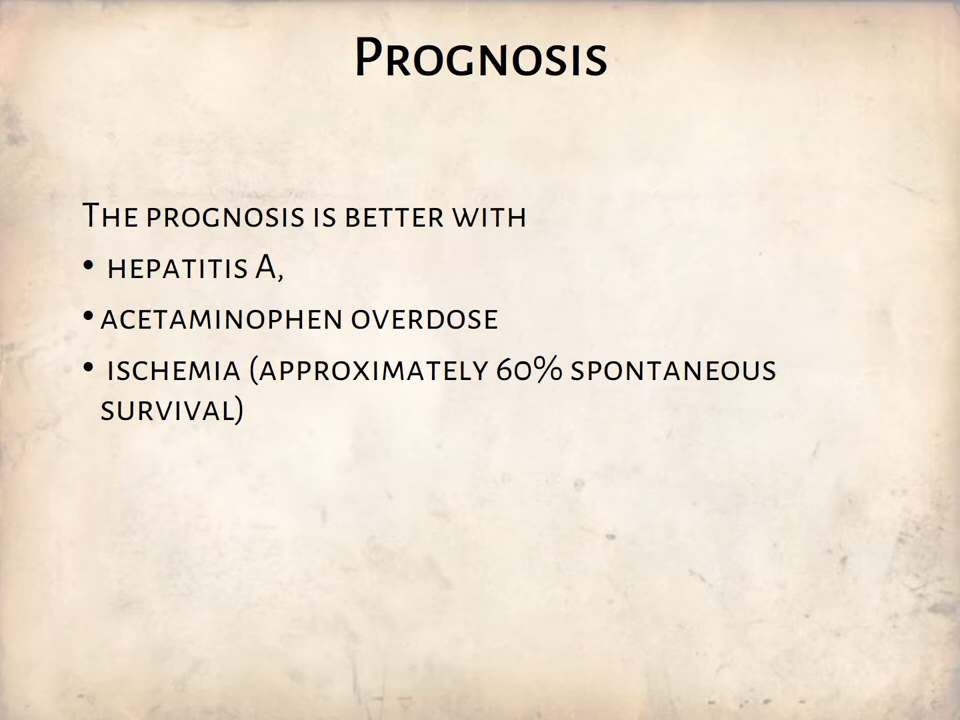 Prognosis
The prognosis is better with
• hepatitis A,
• acetaminophen overdose
• ischemia (approximately 60% spontaneous
survival)